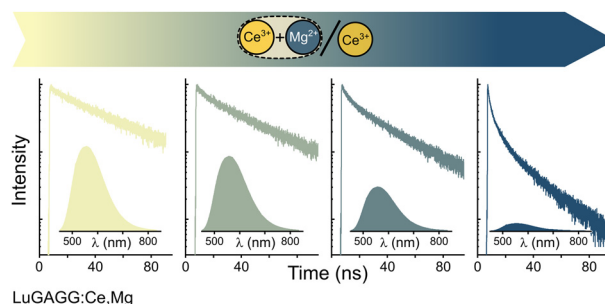 Ce3+ + Mg2+ / Ce3+
Intensity
500 λ (nm) 800
500 λ (nm) 800
500 λ (nm) 800
500 λ (nm) 800
0 40 80
0 40 80
0 40 80
0 40 80
Time (ns)
LuGAGG:Ce,Mg